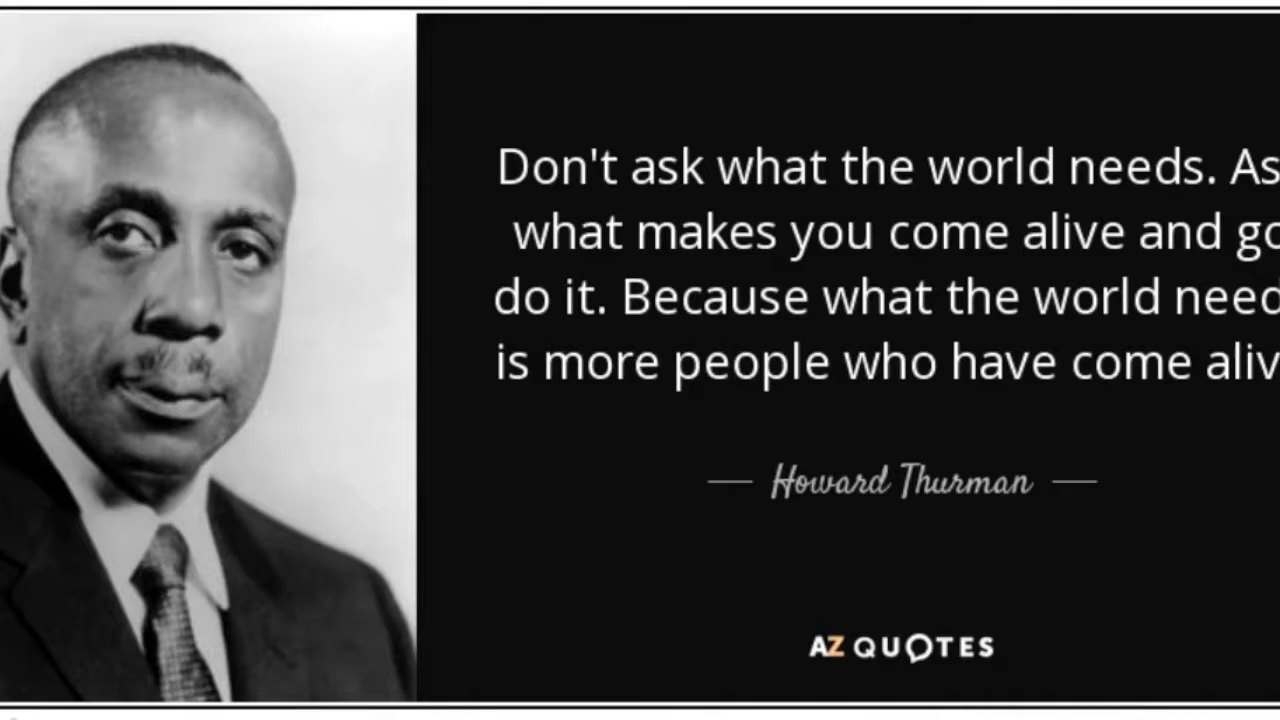 Don't ask what the world needs. As
what makes you come alive and go
do it. Because what the world need
is more people who have come aliv
Howard Thurman
AZ QUOTES